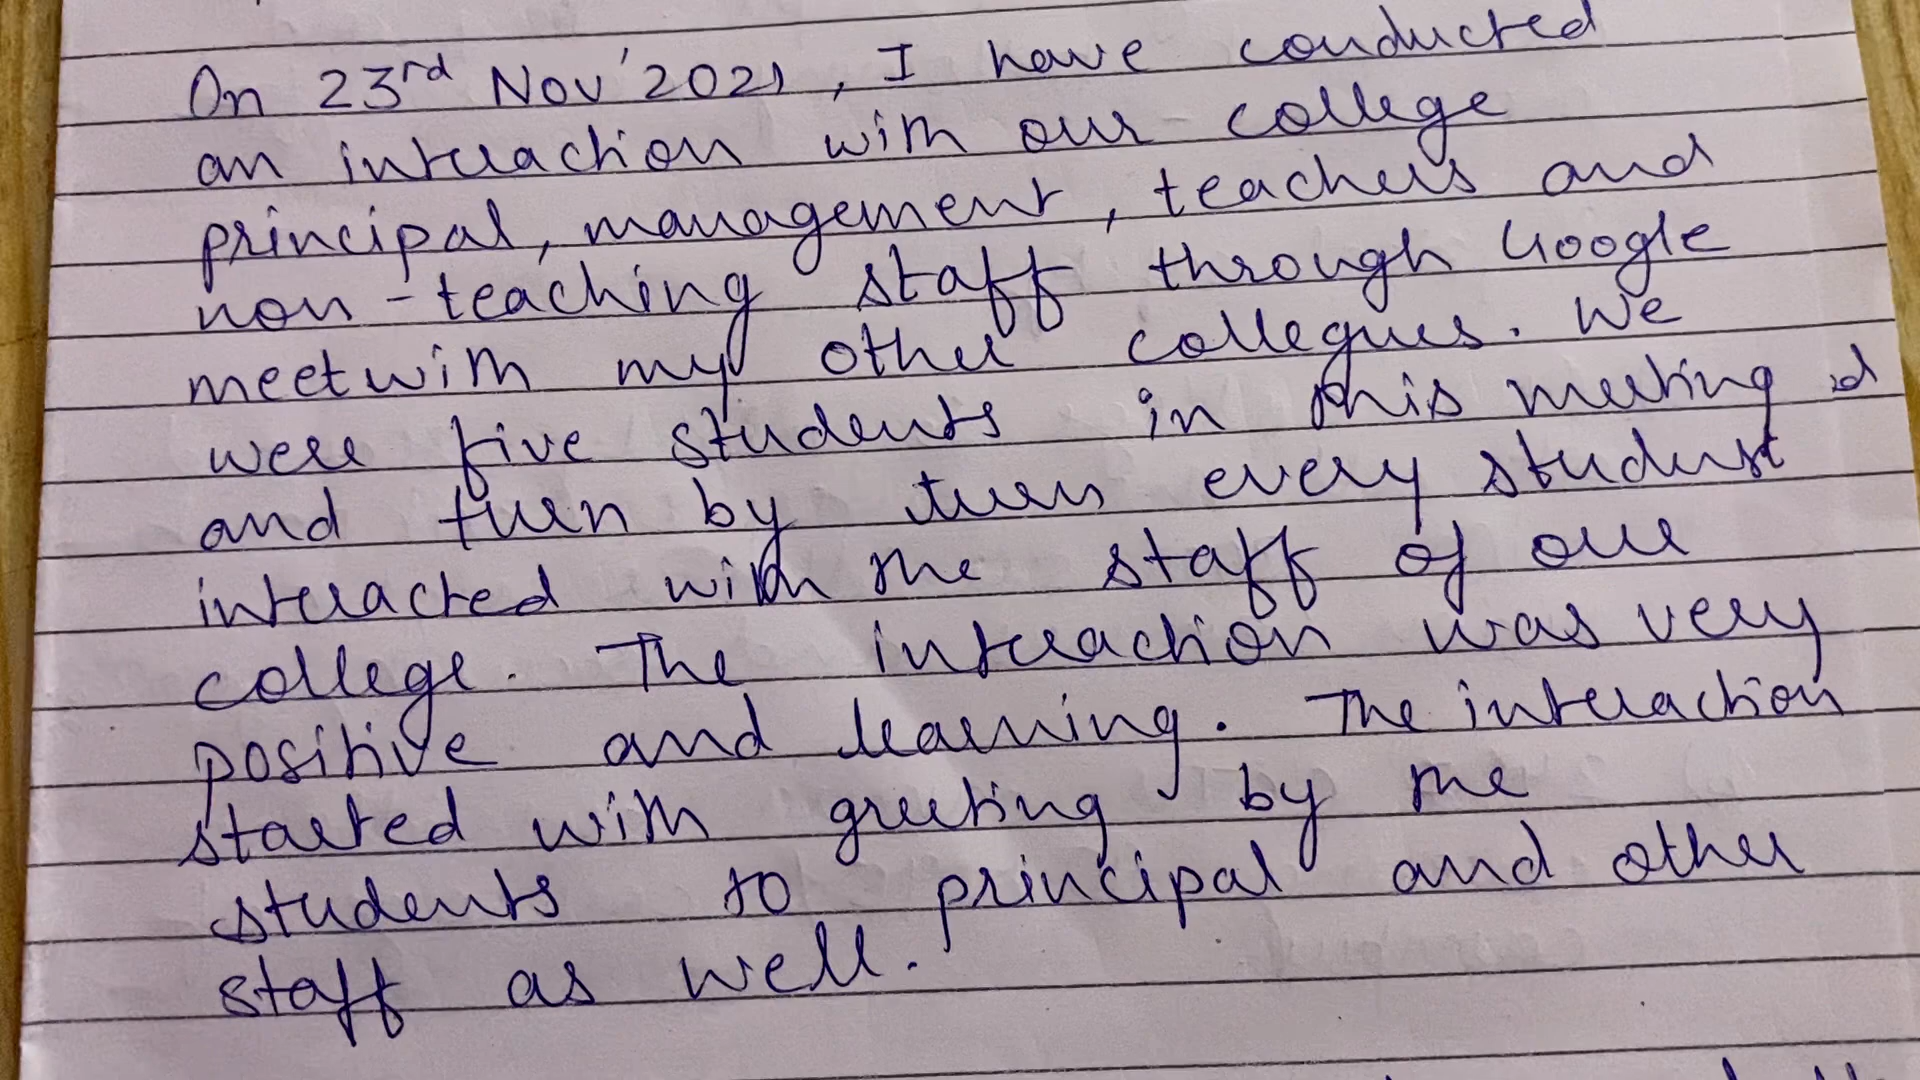 On 23rd Nov'2021, I have conducted
an interaction with our college
principal, management, teachers and
non-teaching staff through Google
meet with my other collegues. We
were five students in this meeting
and turn by turn every student
interacted with the staff of our
college. The interaction was very
positive and learning. The interaction
started with greeting by the
students to principal and other
staff as well.